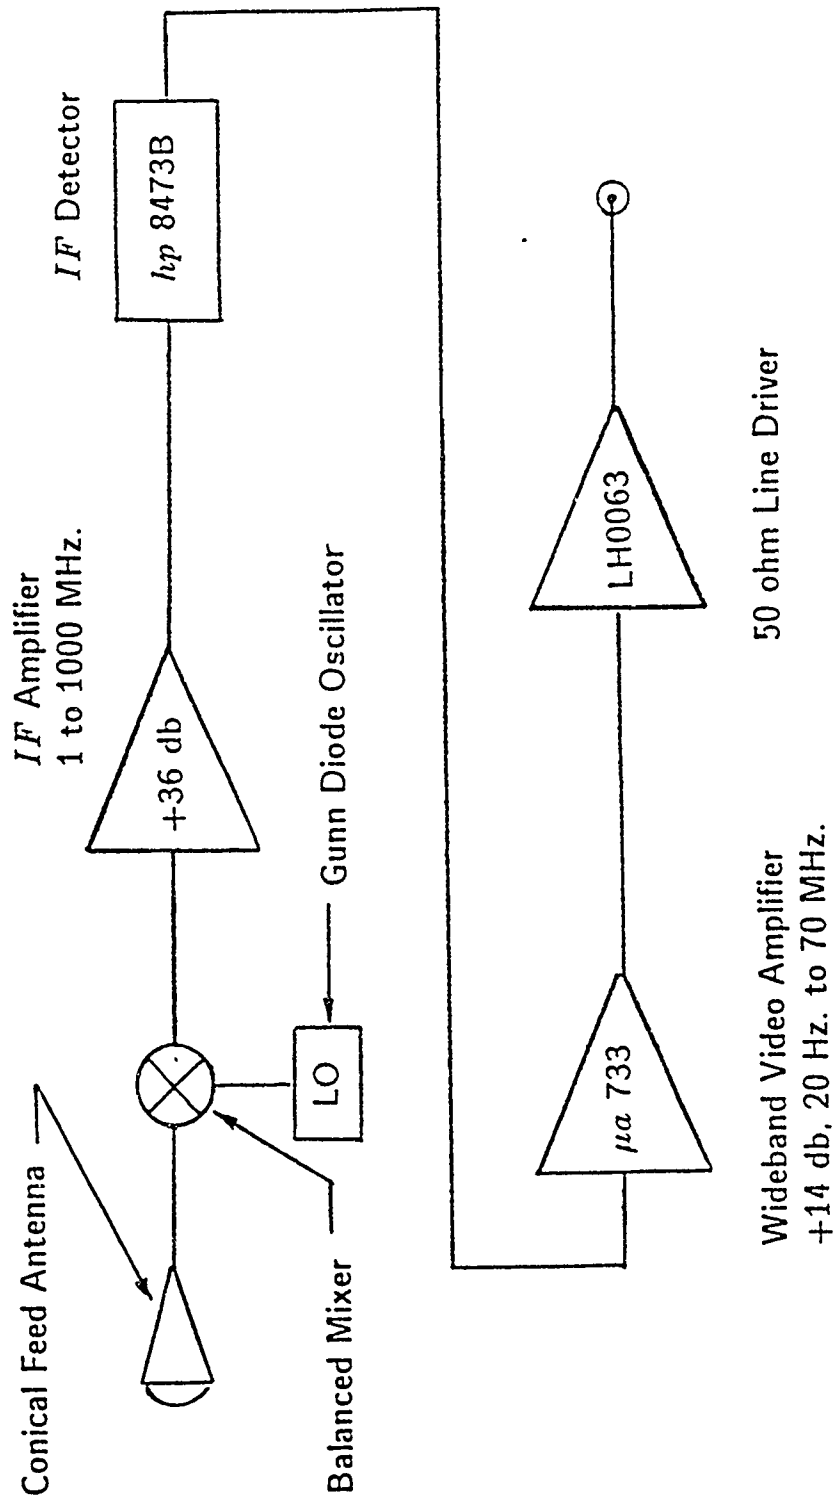 Conical Feed Antenna
IF Amplifier
1 to 1000 MHz.
IF Detector
+36 db
hp 8473B
LO
Gunn Diode Oscillator
Balanced Mixer
μa 733
LH0063
Wideband Video Amplifier
+14 db, 20 Hz. to 70 MHz.
50 ohm Line Driver